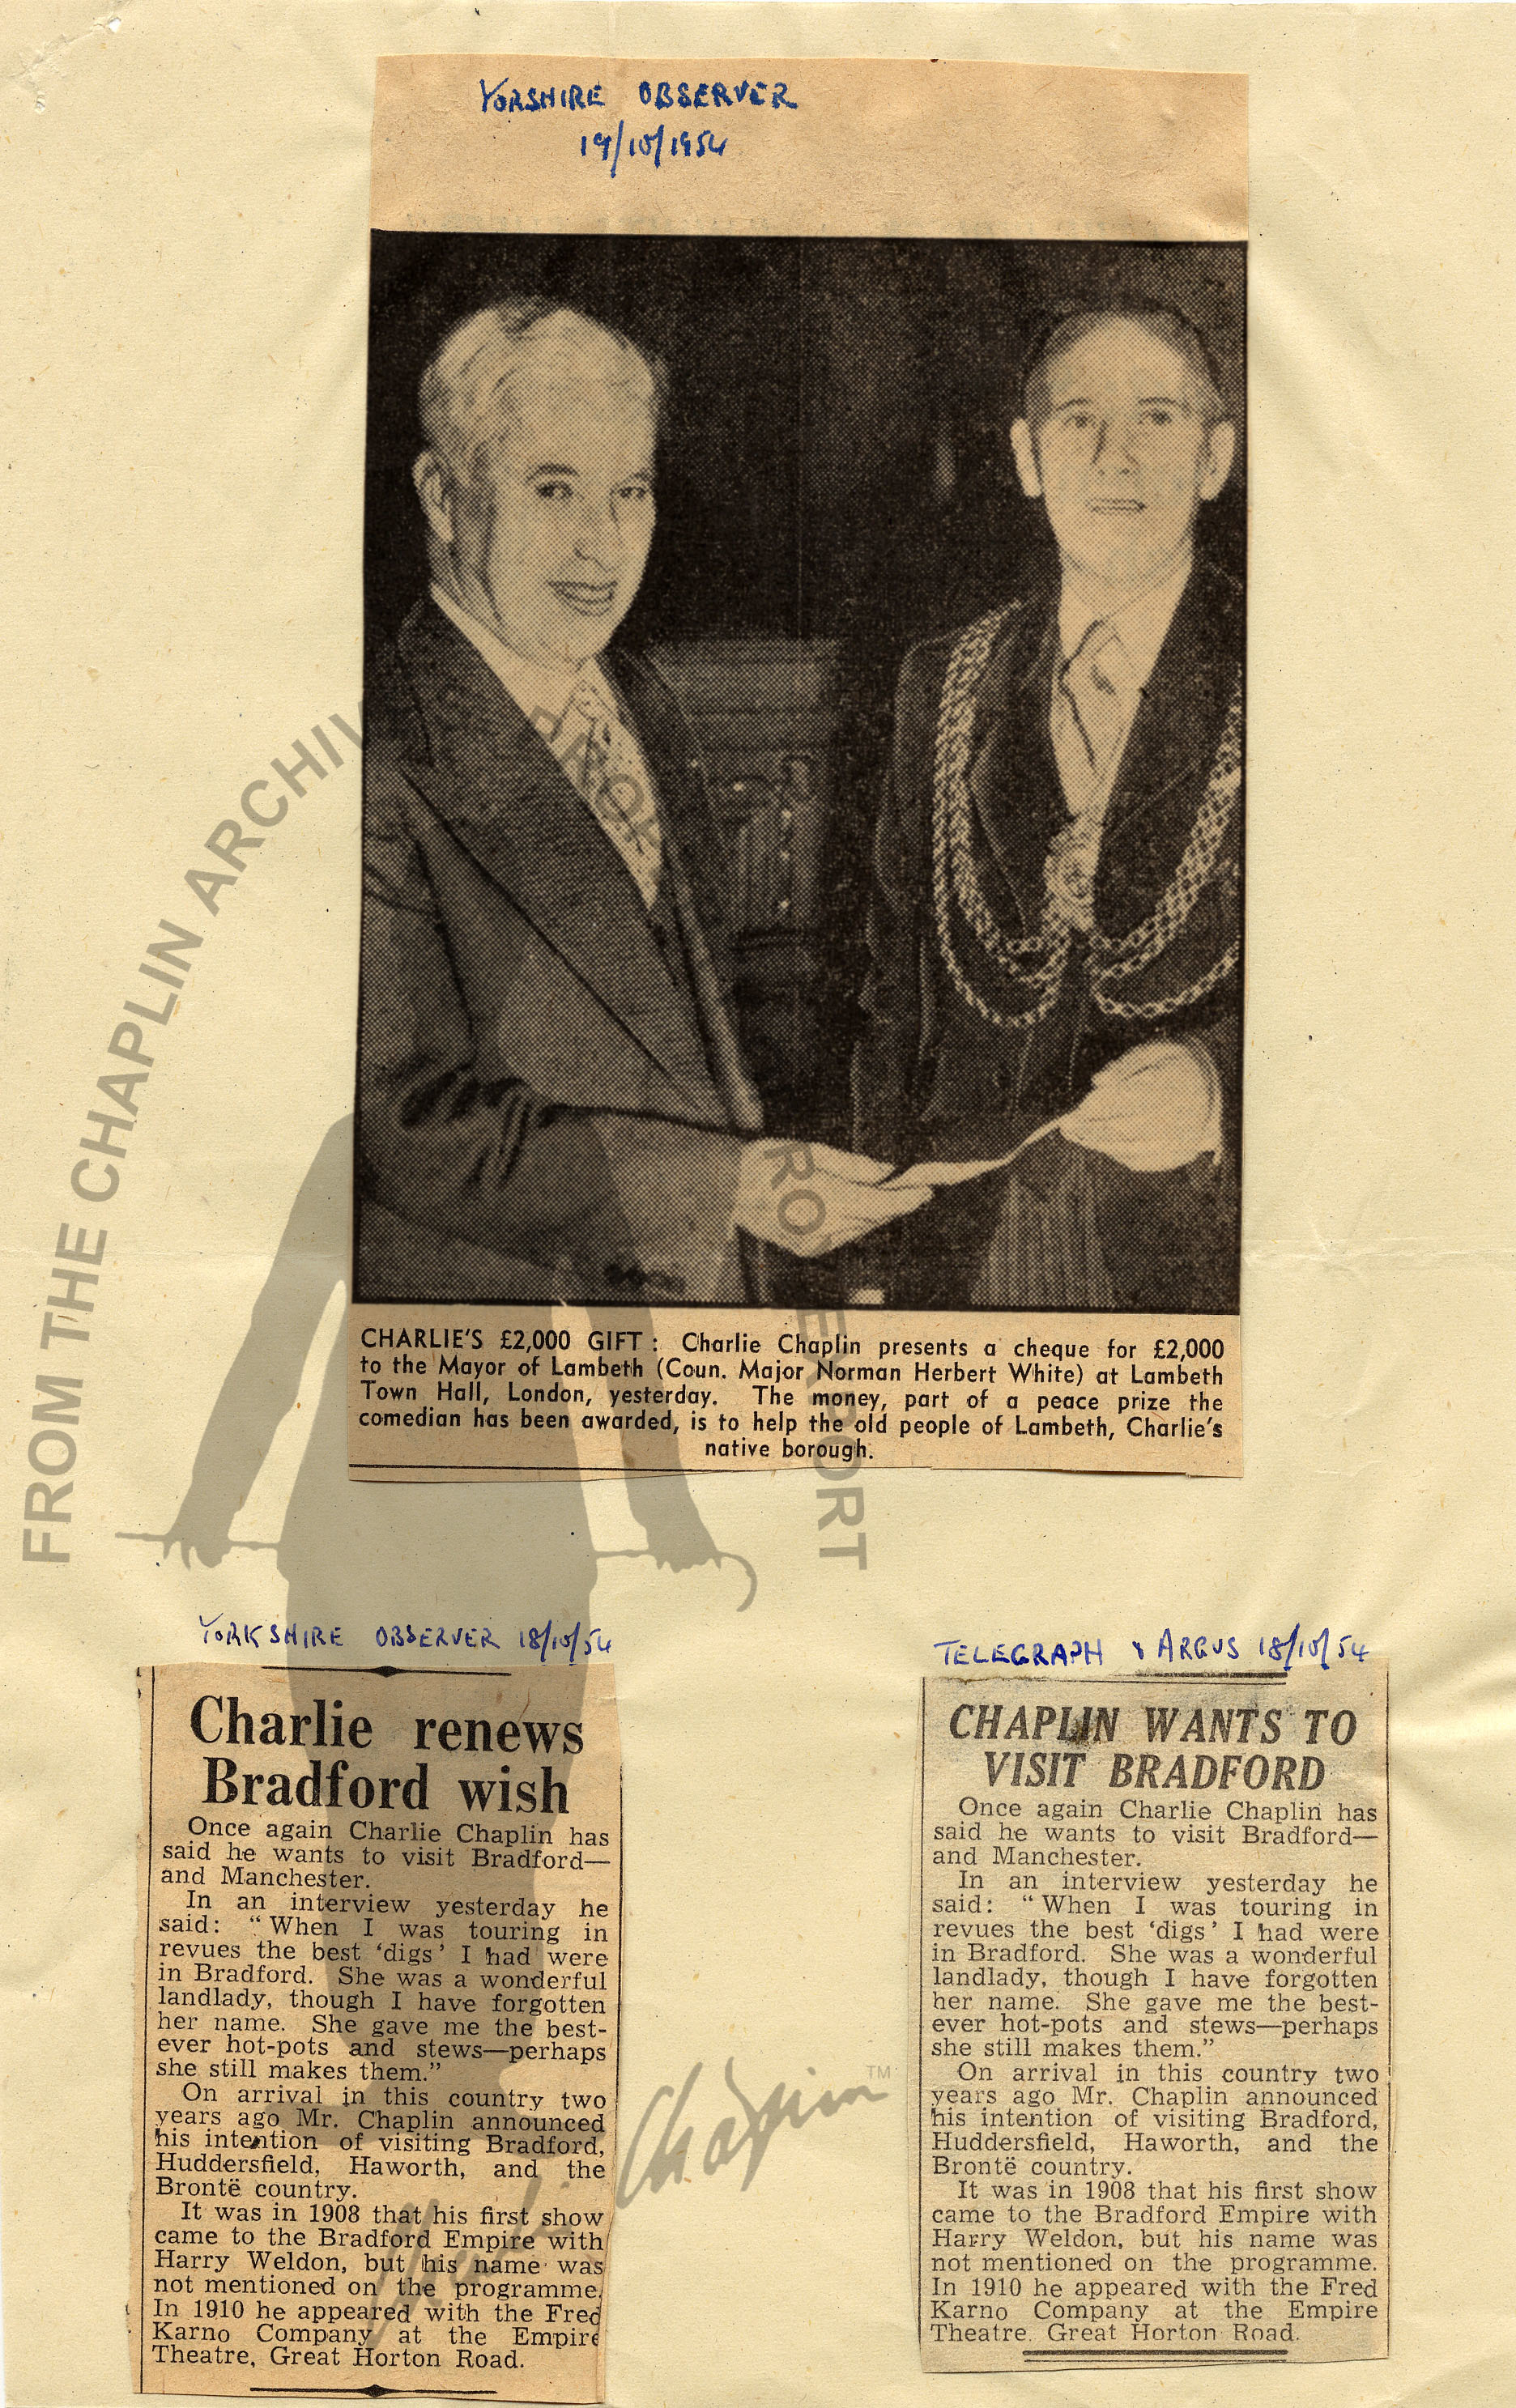 YORSHIRE OBSERVER
19/10/1954
CHARLIE'S £2,000 GIFT: Charlie Chaplin presents a cheque for £2,000
to the Mayor of Lambeth (Coun. Major Norman Herbert White) at Lambeth
Town Hall, London, yesterday. The money, part of a peace prize the
comedian has been awarded, is to help the old people of Lambeth, Charlie's
native borough.
FROM THE CHAPLIN ARCHIV
YORKSHIRE OBSERVER 18/10/54
Charlie renews
Bradford wish
Once again Charlie Chaplin has
said he wants to visit Bradford—
and Manchester.
In an interview yesterday he
said: "When I was touring in
revues the best 'digs' I had were
in Bradford. She was a wonderful
landlady, though I have forgotten
her name. She gave me the best-
ever hot-pots and stews—perhaps
she still makes them."
On arrival in this country two
years ago Mr. Chaplin announced
his intention of visiting Bradford,
Huddersfield, Haworth, and the
Brontë country.
It was in 1908 that his first show
came to the Bradford Empire with
Harry Weldon, but his name was
not mentioned on the programme.
In 1910 he appeared with the Fred
Karno Company at the Empire
Theatre, Great Horton Road.
TELEGRAPH & ARGUS 18/10/54
CHAPLIN WANTS TO
VISIT BRADFORD
Once again Charlie Chaplin has
said he wants to visit Bradford—
and Manchester.
In an interview yesterday he
said: "When I was touring in
revues the best 'digs' I had were
in Bradford. She was a wonderful
landlady, though I have forgotten
her name. She gave me the best-
ever hot-pots and stews—perhaps
she still makes them."
On arrival in this country two
years ago Mr. Chaplin announced
his intention of visiting Bradford,
Huddersfield, Haworth, and the
Brontë country.
It was in 1908 that his first show
came to the Bradford Empire with
Harry Weldon, but his name was
not mentioned on the programme.
In 1910 he appeared with the Fred
Karno Company at the Empire
Theatre. Great Horton Road.
Chaplin ™